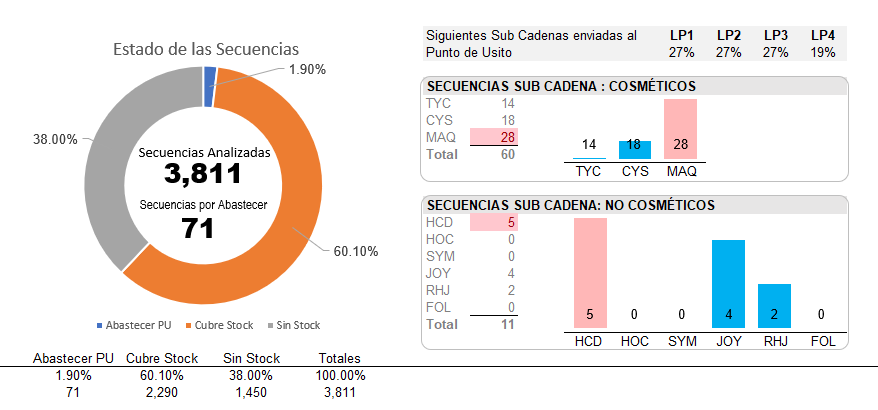 Estado de las Secuencias
1.90%
38.00%
Secuencias Analizadas
3,811
Secuencias por Abastecer
71
60.10%
Abastecer PU Cubre Stock Sin Stock
Abastecer PU Cubre Stock Sin Stock Totales
1.90% 60.10% 38.00% 100.00%
71 2,290 1,450 3,811
Siguientes Sub Cadenas enviadas al LP1 LP2 LP3 LP4
Punto de Usito 27% 27% 27% 19%
SECUENCIAS SUB CADENA : COSMÉTICOS
TYC 14
CYS 18
MAQ 28
Total 60
14 18 28
TYC CYS MAQ
SECUENCIAS SUB CADENA: NO COSMÉTICOS
HCD 5
HOC 0
SYM 0
JOY 4
RHJ 2
FOL 0
Total 11
5 0 0 4 2 0
HCD HOC SYM JOY RHJ FOL